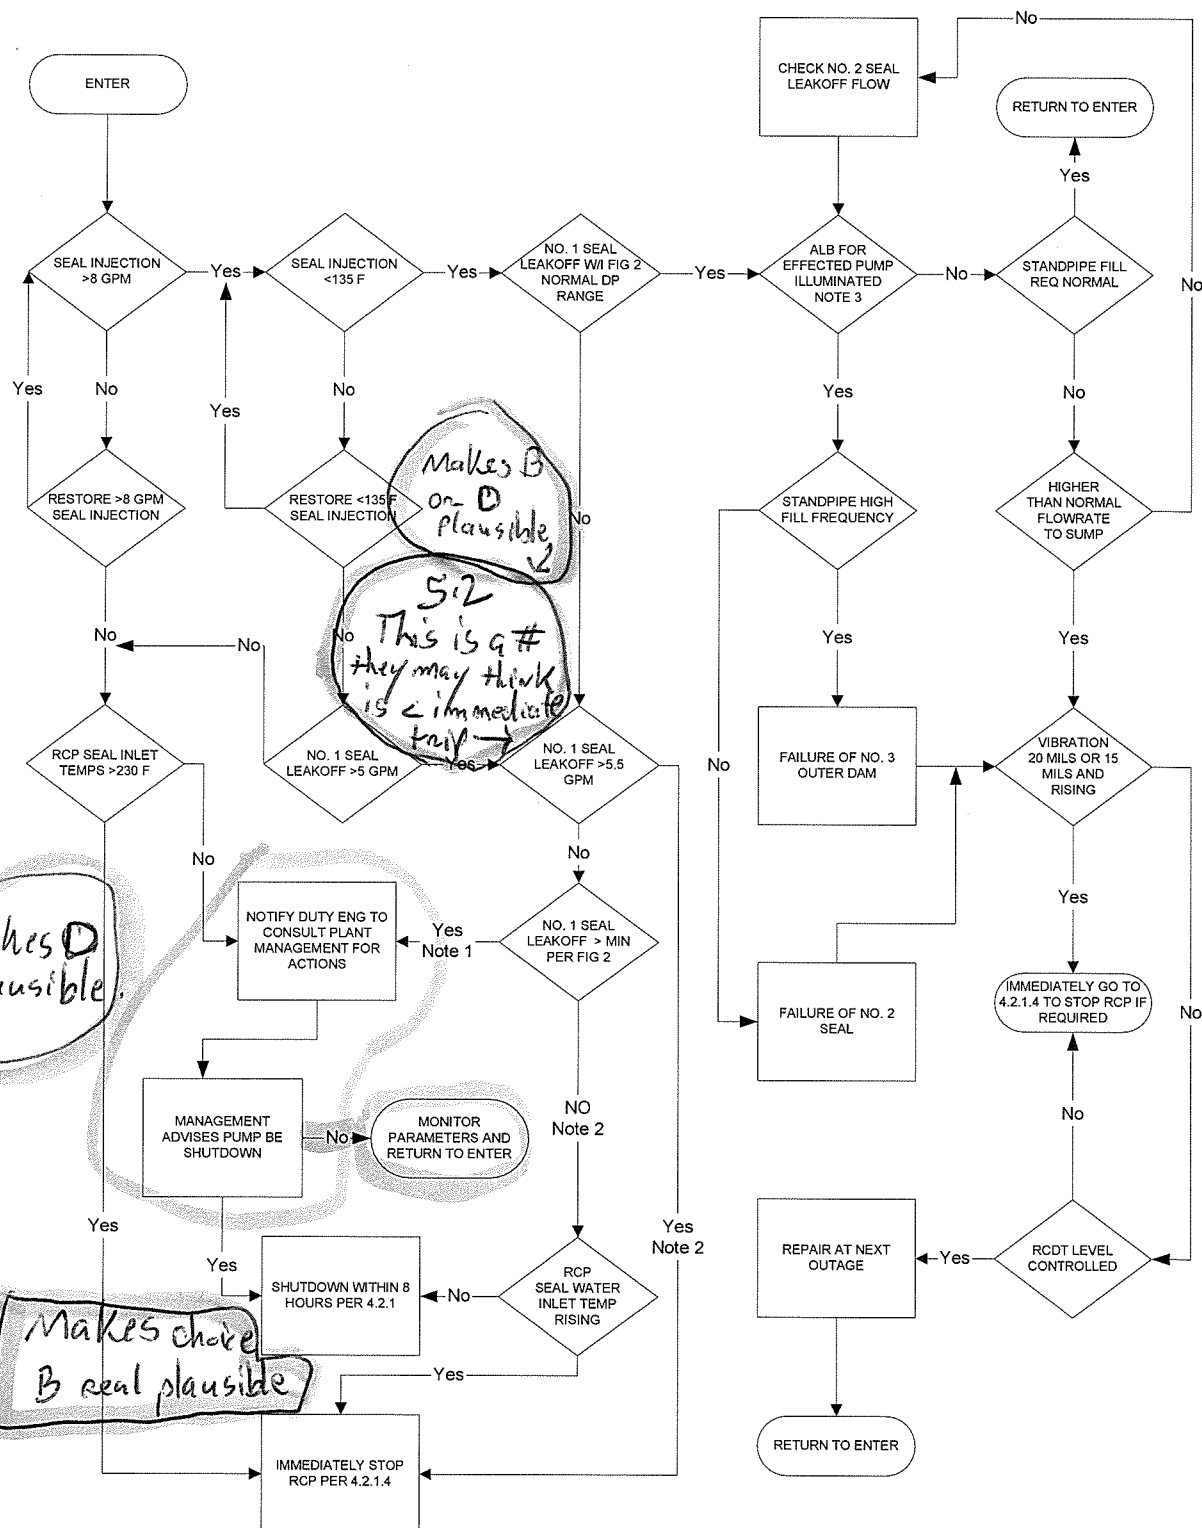 No
ENTER
CHECK NO. 2 SEAL
LEAKOFF FLOW
RETURN TO ENTER
Yes
SEAL INJECTION
>8 GPM
Yes
SEAL INJECTION
<135 F
Yes
NO. 1 SEAL
LEAKOFF W/I FIG 2
NORMAL DP
RANGE
Yes
ALB FOR
EFFECTED PUMP
ILLUMINATED
NOTE 3
No
STANDPIPE FILL
REQ NORMAL
No
Yes
No
Yes
No
Yes
No
Makes B
or D
plausible
RESTORE >8 GPM
SEAL INJECTION
RESTORE <135 F
SEAL INJECTION
No
STANDPIPE HIGH
FILL FREQUENCY
HIGHER
THAN NORMAL
FLOWRATE
TO SUMP
5.2
This is a #
they may think
is < immediate
trip
No
No
Yes
Yes
RCP SEAL INLET
TEMPS >230 F
NO. 1 SEAL
LEAKOFF >5 GPM
Yes
NO. 1 SEAL
LEAKOFF >5.5
GPM
No
FAILURE OF NO. 3
OUTER DAM
VIBRATION
20 MILS OR 15
MILS AND
RISING
No
No
kes D
ausible.
NOTIFY DUTY ENG TO
CONSULT PLANT
MANAGEMENT FOR
ACTIONS
Yes
Note 1
NO. 1 SEAL
LEAKOFF > MIN
PER FIG 2
Yes
FAILURE OF NO. 2
SEAL
IMMEDIATELY GO TO
4.2.1.4 TO STOP RCP IF
REQUIRED
No
MANAGEMENT
ADVISES PUMP BE
SHUTDOWN
No
MONITOR
PARAMETERS AND
RETURN TO ENTER
NO
Note 2
No
Yes
Yes
Note 2
Yes
SHUTDOWN WITHIN 8
HOURS PER 4.2.1
No
RCP
SEAL WATER
INLET TEMP
RISING
REPAIR AT NEXT
OUTAGE
Yes
RCDT LEVEL
CONTROLLED
Makes choice
B real plausible
Yes
IMMEDIATELY STOP
RCP PER 4.2.1.4
RETURN TO ENTER